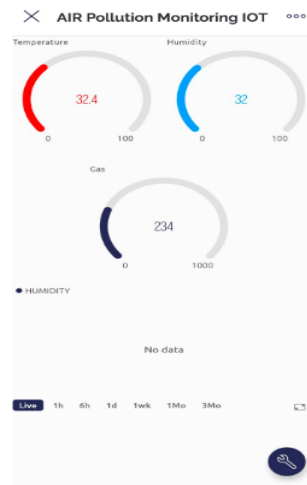 AIR Pollution Monitoring IOT
Temperature Humidity
32.4 32
0 100 0 100
Gas
234
0 1000
HUMIDITY
No data
Live 1h 6h 1d 1wk 1Mo 3Mo